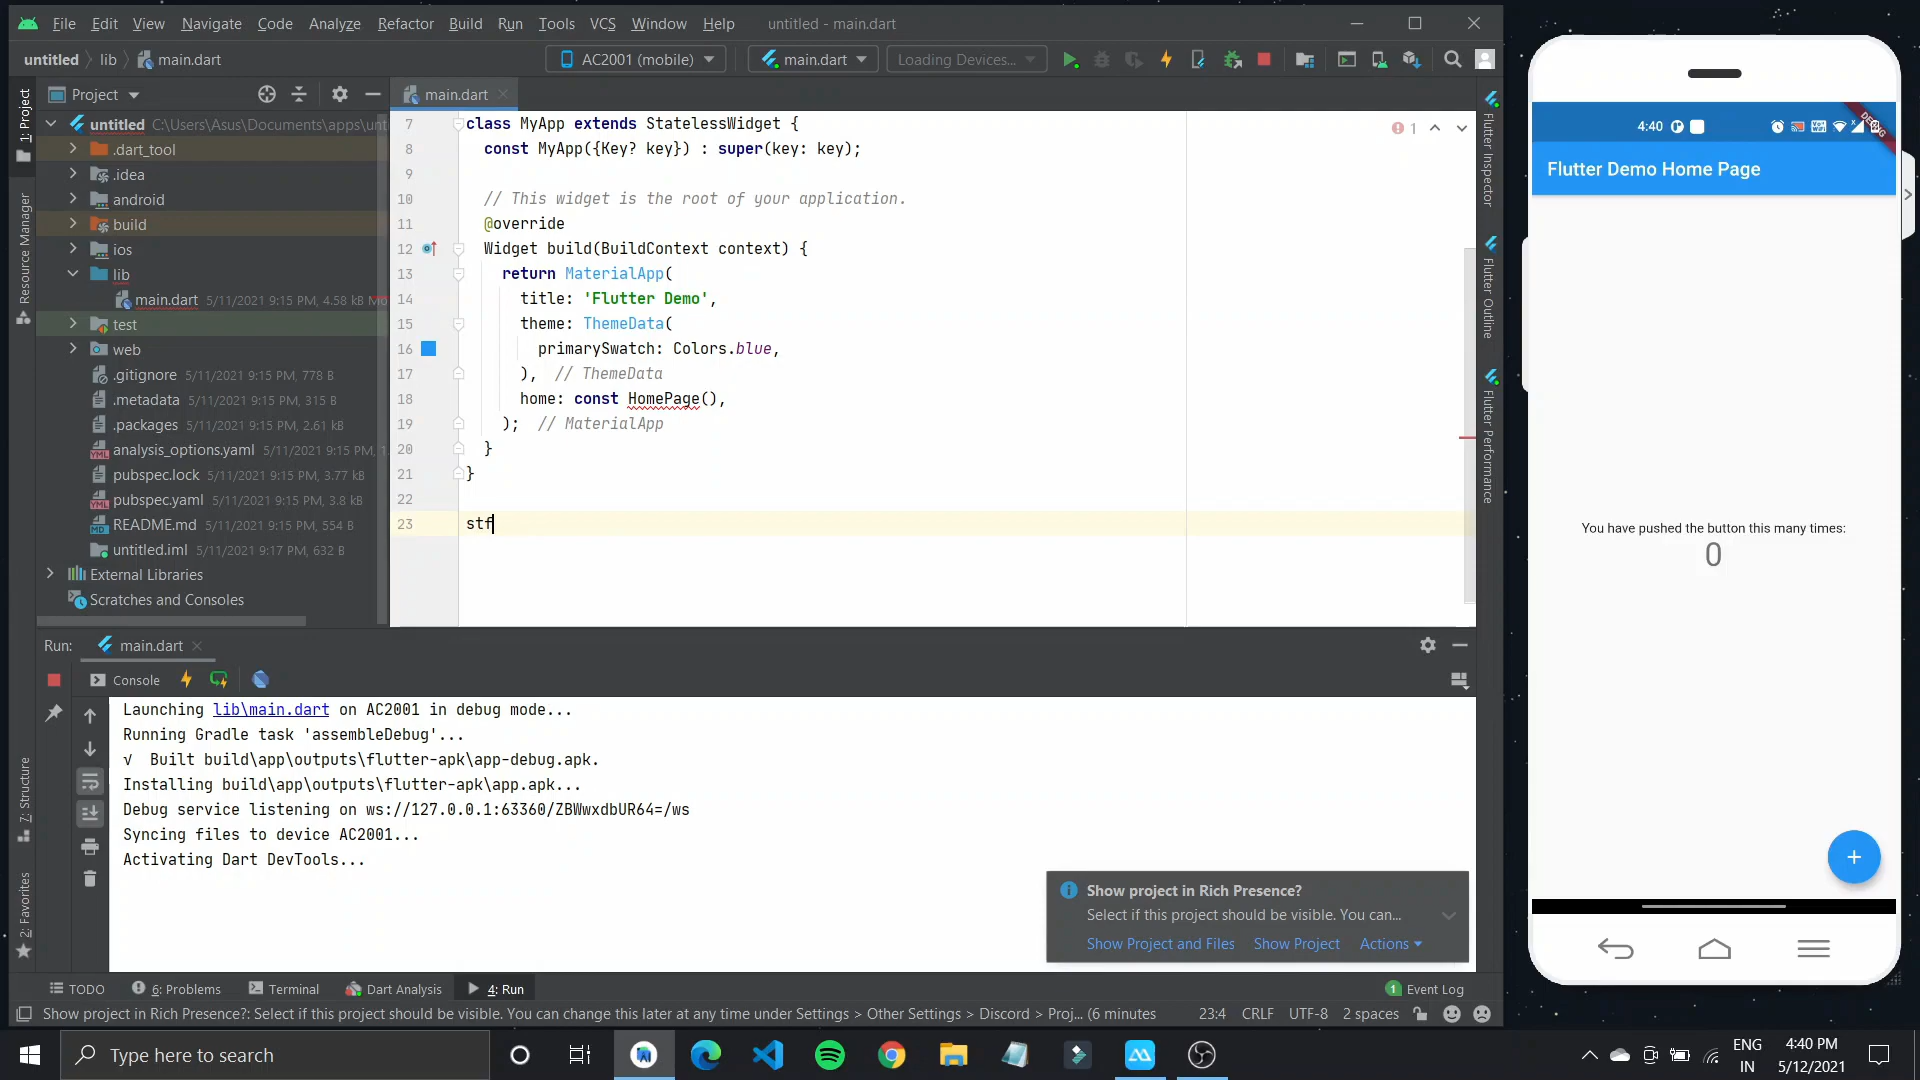 File Edit View Navigate Code Analyze Refactor Build Run Tools VCS Window Help untitled - main.dart
untitled lib main.dart AC2001 (mobile) main.dart Loading Devices...
1: Project
Resource Manager
7: Structure
2: Favorites
Project
untitled C:\Users\Asus\Documents\apps\unt
.dart_tool
.idea
android
build
ios
lib
main.dart 5/11/2021 9:15 PM, 4.58 kB Mo
test
web
.gitignore 5/11/2021 9:15 PM, 778 B
.metadata 5/11/2021 9:15 PM, 315 B
.packages 5/11/2021 9:15 PM, 2.61 kB
analysis_options.yaml 5/11/2021 9:15 PM, 1.
pubspec.lock 5/11/2021 9:15 PM, 3.77 kB
pubspec.yaml 5/11/2021 9:15 PM, 3.8 kB
README.md 5/11/2021 9:15 PM, 554 B
untitled.iml 5/11/2021 9:17 PM, 632 B
External Libraries
Scratches and Consoles
main.dart
1
7 class MyApp extends StatelessWidget {
8 const MyApp({Key? key}) : super(key: key);
9
10 // This widget is the root of your application.
11 @override
12 Widget build(BuildContext context) {
13 return MaterialApp(
14 title: 'Flutter Demo',
15 theme: ThemeData(
16 primarySwatch: Colors.blue,
17 ), // ThemeData
18 home: const HomePage(),
19 ); // MaterialApp
20 }
21 }
22
23 stf
Flutter Inspector
Flutter Outline
Flutter Performance
Run: main.dart
Console
Launching lib\main.dart on AC2001 in debug mode...
Running Gradle task 'assembleDebug'...
√ Built build\app\outputs\flutter-apk\app-debug.apk.
Installing build\app\outputs\flutter-apk\app.apk...
Debug service listening on ws://127.0.0.1:63360/ZBWwxdbUR64=/ws
Syncing files to device AC2001...
Activating Dart DevTools...
Show project in Rich Presence?
Select if this project should be visible. You can...
Show Project and Files Show Project Actions
TODO 6: Problems Terminal Dart Analysis 4: Run 1 Event Log
Show project in Rich Presence?: Select if this project should be visible. You can change this later at any time under Settings > Other Settings > Discord > Proj... (6 minutes 23:4 CRLF UTF-8 2 spaces
4:40
DEBUG
Flutter Demo Home Page
You have pushed the button this many times:
0
+
Type here to search
ENG
IN
4:40 PM
5/12/2021